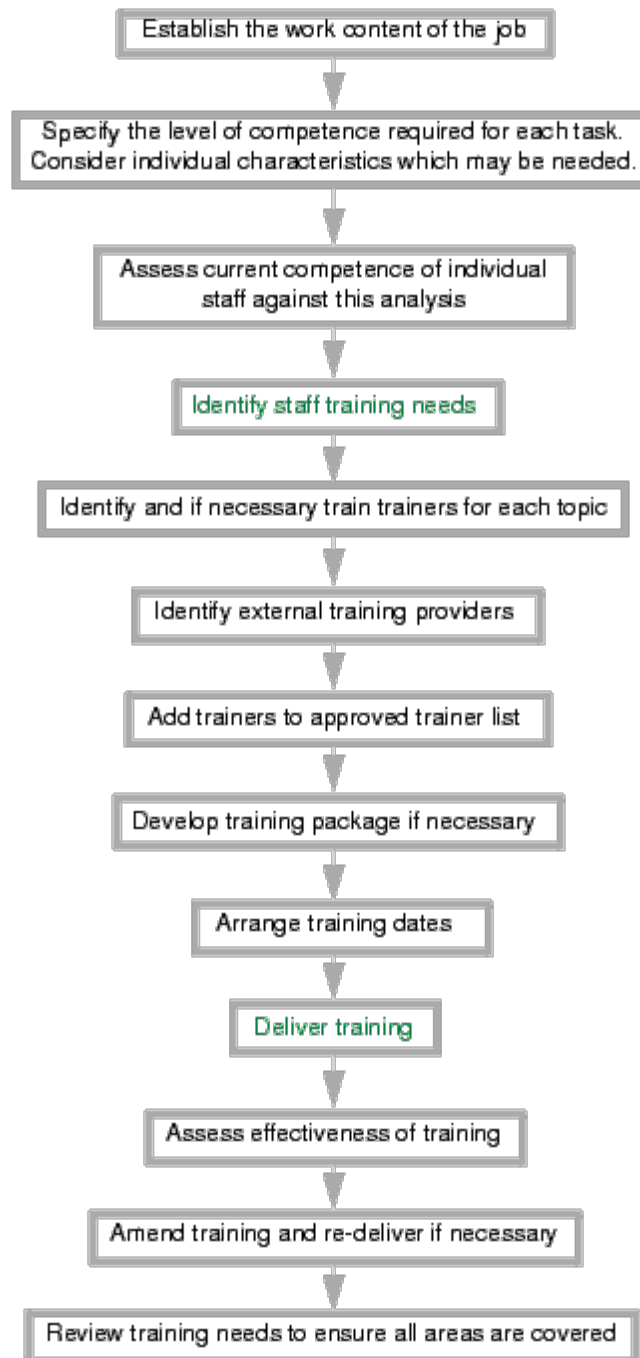 Establish the work content of the job
Specify the level of competence required for each task.
Consider individual characteristics which may be needed.
Assess current competence of individual
staff against this analysis
Identify staff training needs
Identify and if necessary train trainers for each topic
Identify external training providers
Add trainers to approved trainer list
Develop training package if necessary
Arrange training dates
Deliver training
Assess effectiveness of training
Amend training and re-deliver if necessary
Review training needs to ensure all areas are covered